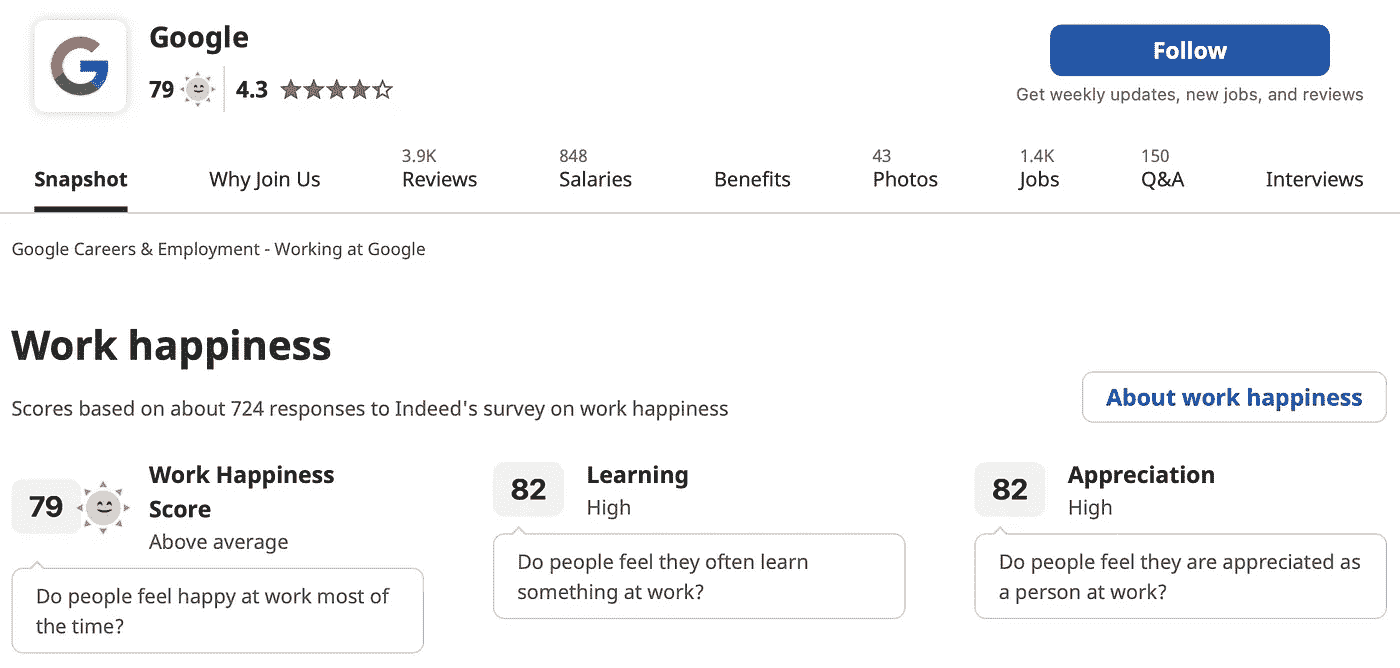 Google
79 4.3
Follow
Get weekly updates, new jobs, and reviews
Snapshot
Why Join Us
3.9K
Reviews
848
Salaries
Benefits
43
Photos
1.4K
Jobs
150
Q&A
Interviews
Google Careers & Employment - Working at Google
Work happiness
Scores based on about 724 responses to Indeed's survey on work happiness
About work happiness
79
Work Happiness
Score
Above average
Do people feel happy at work most of
the time?
82
Learning
High
Do people feel they often learn
something at work?
82
Appreciation
High
Do people feel they are appreciated as
a person at work?